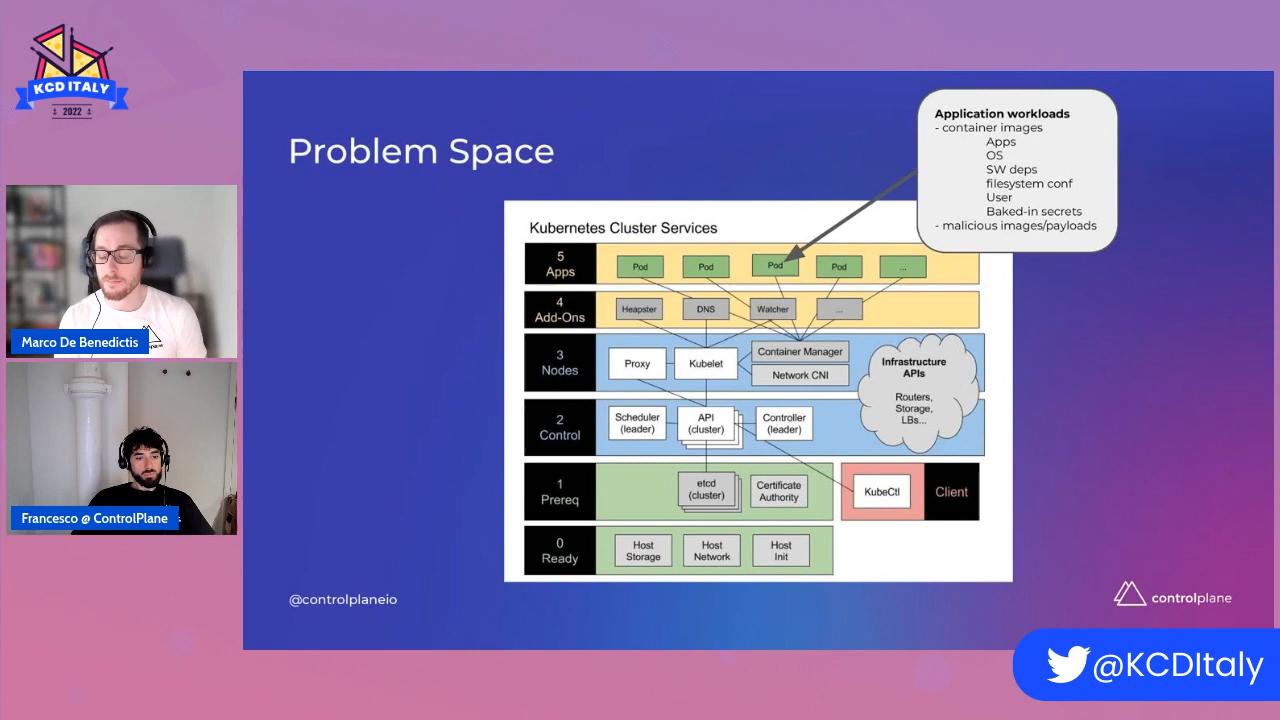 KCD ITALY
2022
Marco De Benedictis
Francesco @ ControlPlane
Problem Space
Application workloads
- container images
Apps
OS
SW deps
filesystem conf
User
Baked-in secrets
- malicious images/payloads
Kubernetes Cluster Services
5
Apps
Pod
Pod
Pod
Pod
...
4
Add-Ons
Heapster
DNS
Watcher
...
3
Nodes
Proxy
Kubelet
Container Manager
Network CNI
Infrastructure
APIs
Routers,
Storage,
LBs...
2
Control
Scheduler
(leader)
API
(cluster)
Controller
(leader)
1
Prereq
etcd
(cluster)
Certificate
Authority
KubeCtl
Client
0
Ready
Host
Storage
Host
Network
Host
Init
@controlplaneio
controlplane
@KCDItaly